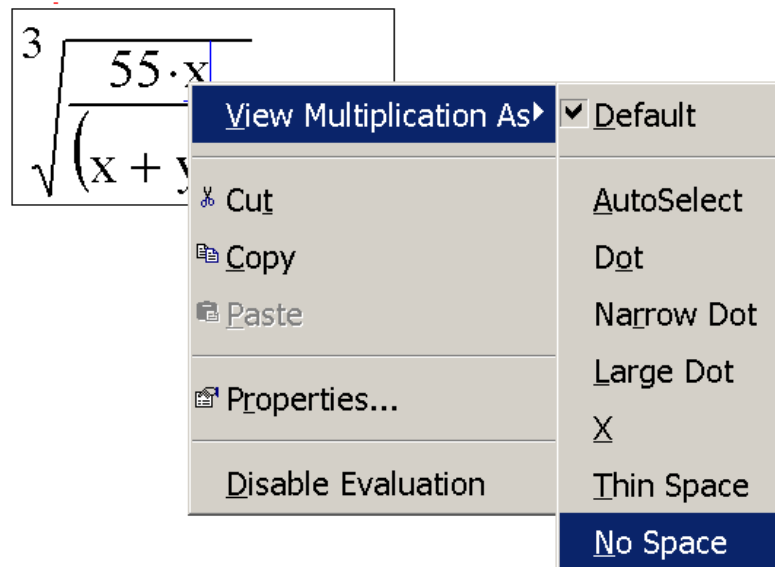 3
55·x
(x + y
View Multiplication As
Cut
Copy
Paste
Properties...
Disable Evaluation
Default
AutoSelect
Dot
Narrow Dot
Large Dot
X
Thin Space
No Space